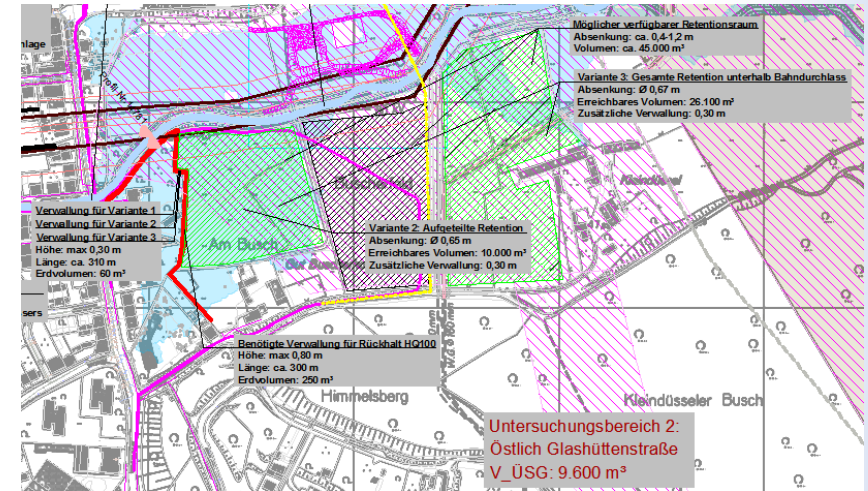 nlage
Möglicher verfügbarer Retentionsraum
Absenkung: ca. 0,4-1,2 m
Volumen: ca. 45.000 m³
Variante 3: Gesamte Retention unterhalb Bahndurchlass
Absenkung: Ø 0,67 m
Erreichbares Volumen: 26.100 m³
Zusätzliche Verwallung: 0,30 m
Buscherfeld
Kleindüssel
Verwallung für Variante 1
Verwallung für Variante 2
Verwallung für Variante 3
Höhe: max 0,30 m
Länge: ca. 310 m
Erdvolumen: 60 m³
Am Busch
Variante 2: Aufgeteilte Retention
Absenkung: Ø 0,65 m
Erreichbares Volumen: 10.000 m³
Zusätzliche Verwallung: 0,30 m
sers
Benötigte Verwallung für Rückhalt HQ100
Höhe: max 0,80 m
Länge: ca. 300 m
Erdvolumen: 250 m³
Himmelsberg
Kleindüsseler Busch
Untersuchungsbereich 2:
Östlich Glashüttenstraße
V_ÜSG: 9.600 m³